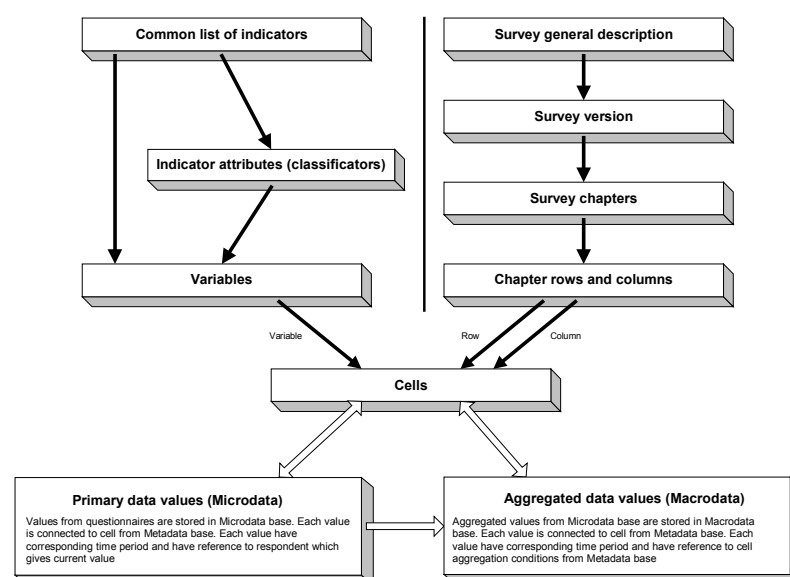 Common list of indicators
Survey general description
Survey version
Indicator attributes (classificators)
Survey chapters
Variables
Chapter rows and columns
Variable
Row
Column
Cells
Primary data values (Microdata)
Values from questionnaires are stored in Microdata base. Each value
is connected to cell from Metadata base. Each value have
corresponding time period and have reference to respondent which
gives current value
Aggregated data values (Macrodata)
Aggregated values from Microdata base are stored in Macrodata
base. Each value is connected to cell from Metadata base. Each
value have corresponding time period and have reference to cell
aggregation conditions from Metadata base